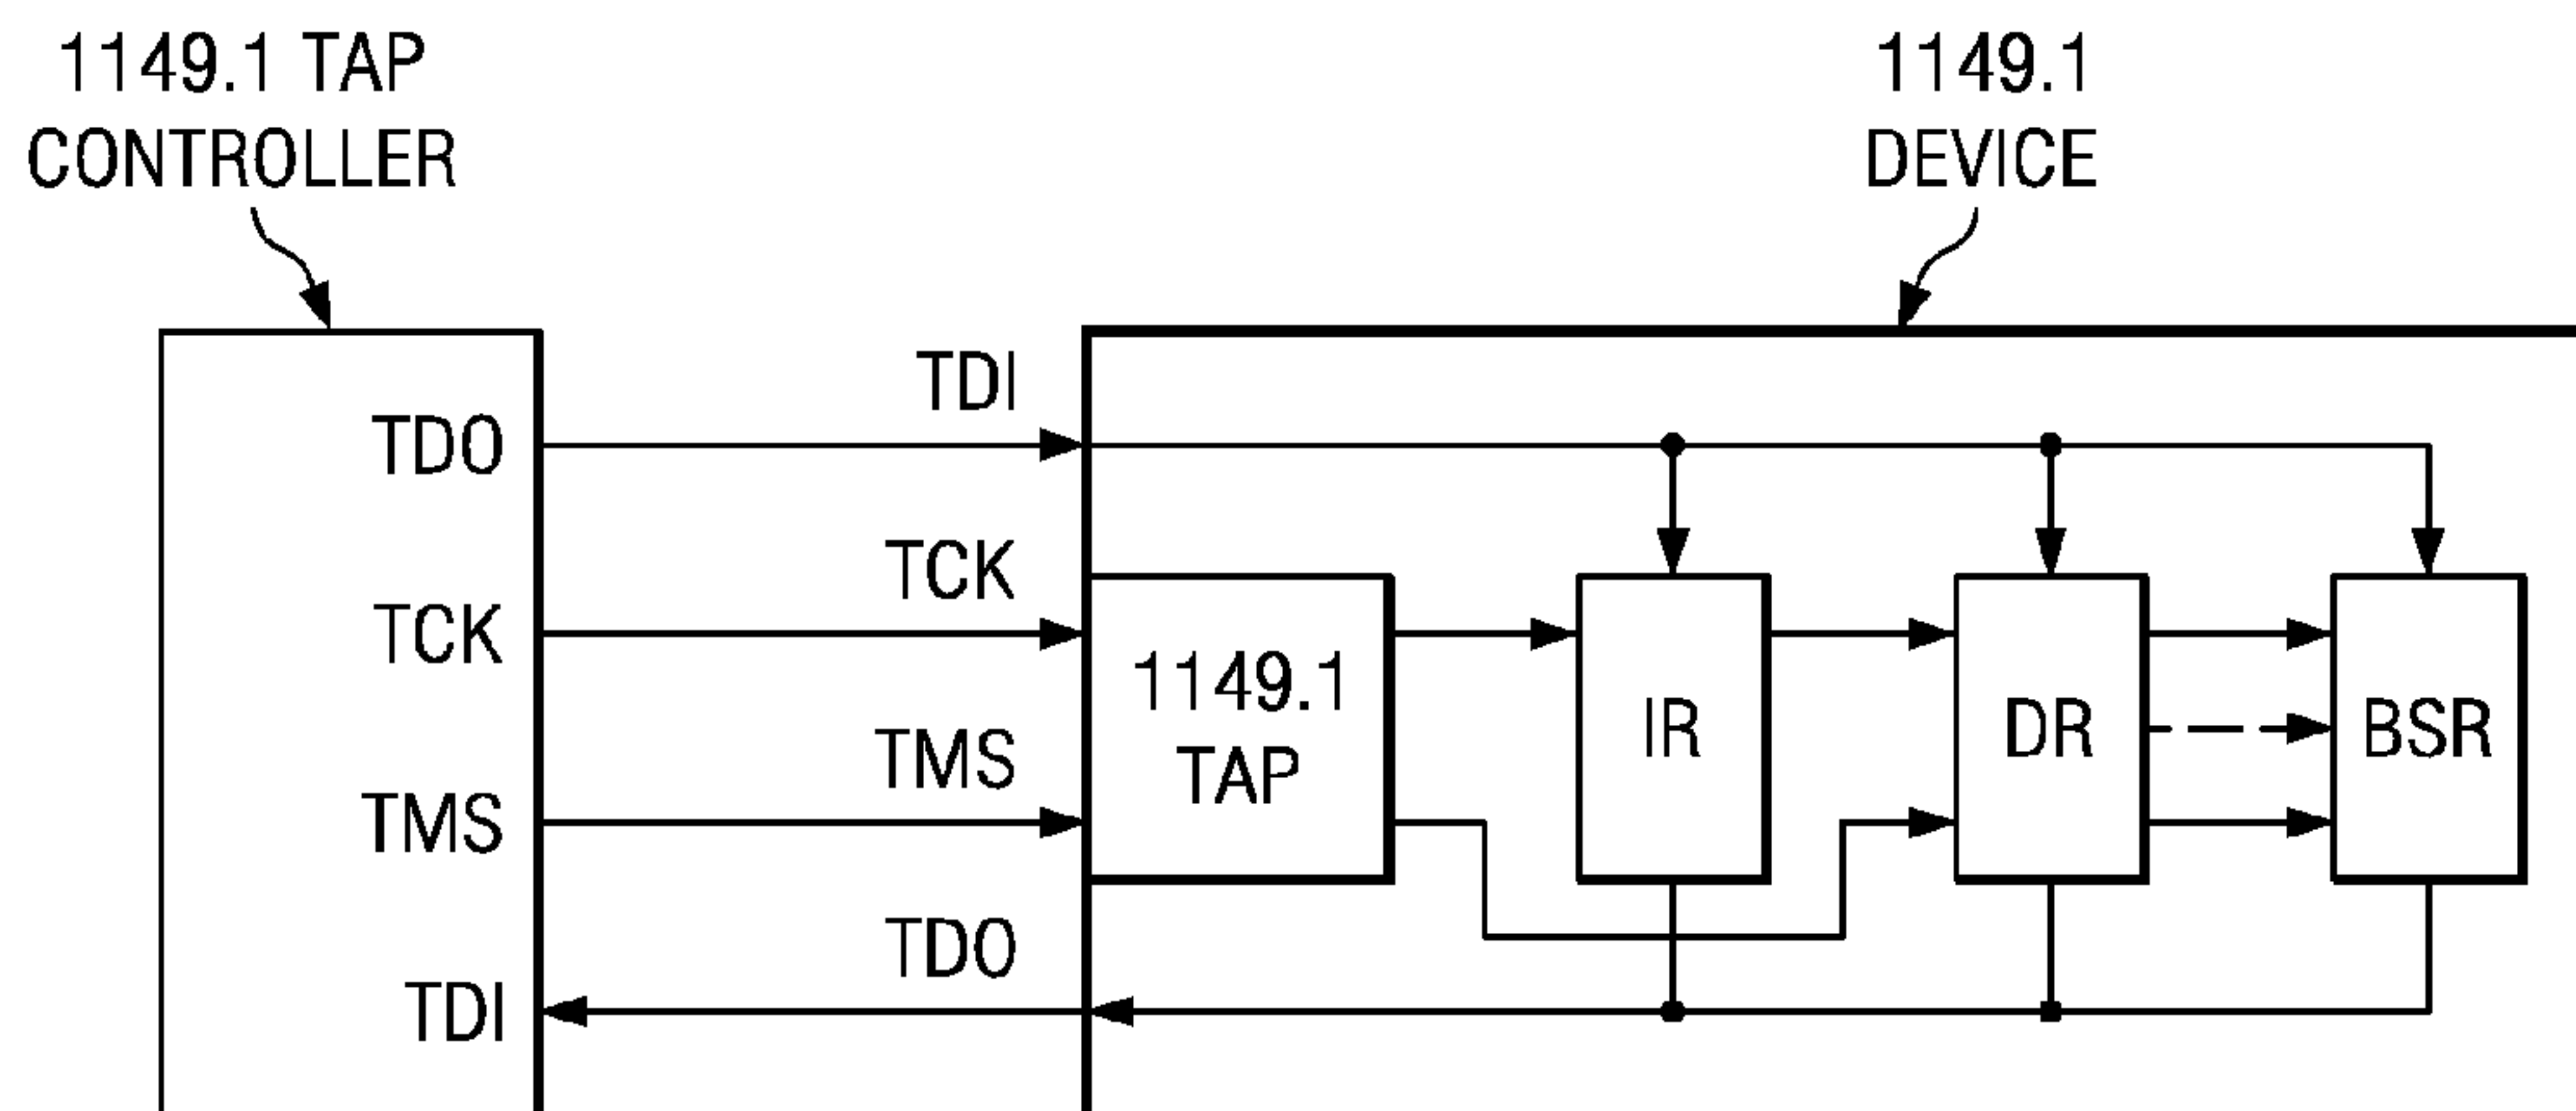 1149.1 TAP
CONTROLLER
1149.1
DEVICE
TDO
TCK
TMS
TDI
TDI
TCK
TMS
TDO
1149.1
TAP
IR
DR
BSR